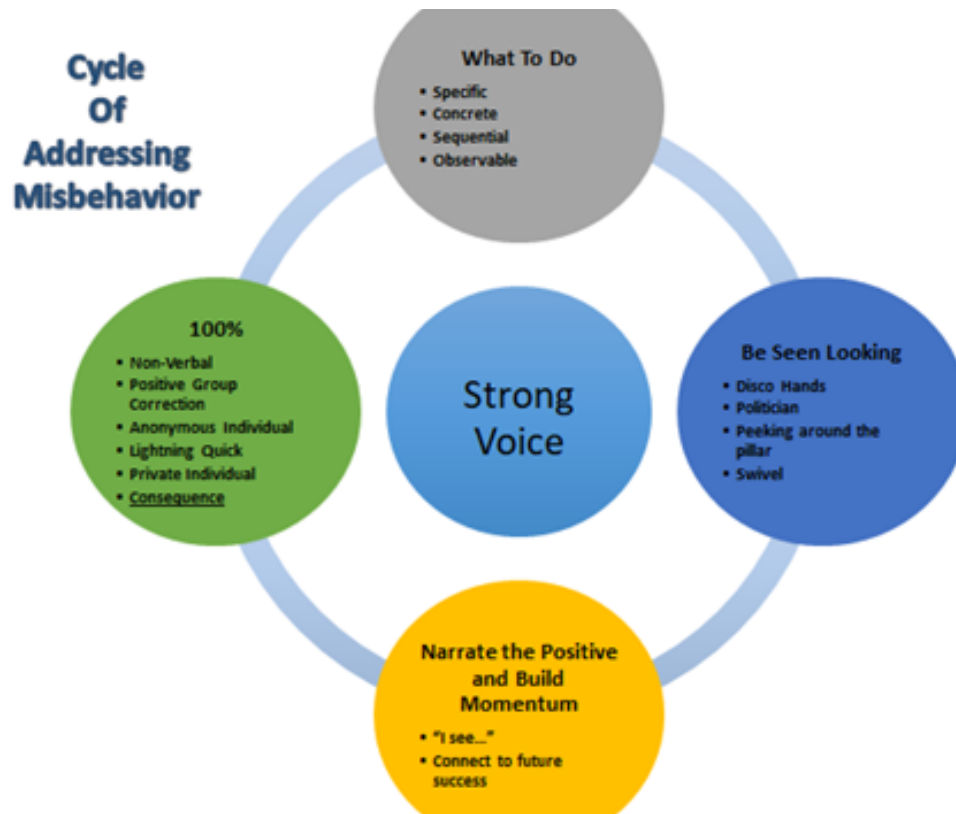 Cycle
Of
Addressing
Misbehavior
What To Do
▪ Specific
▪ Concrete
▪ Sequential
▪ Observable
Be Seen Looking
▪ Disco Hands
▪ Politician
▪ Peeking around the
pillar
▪ Swivel
Narrate the Positive
and Build
Momentum
▪ “I see...”
▪ Connect to future
success
100%
▪ Non-Verbal
▪ Positive Group
Correction
▪ Anonymous Individual
▪ Lightning Quick
▪ Private Individual
▪ Consequence
Strong
Voice